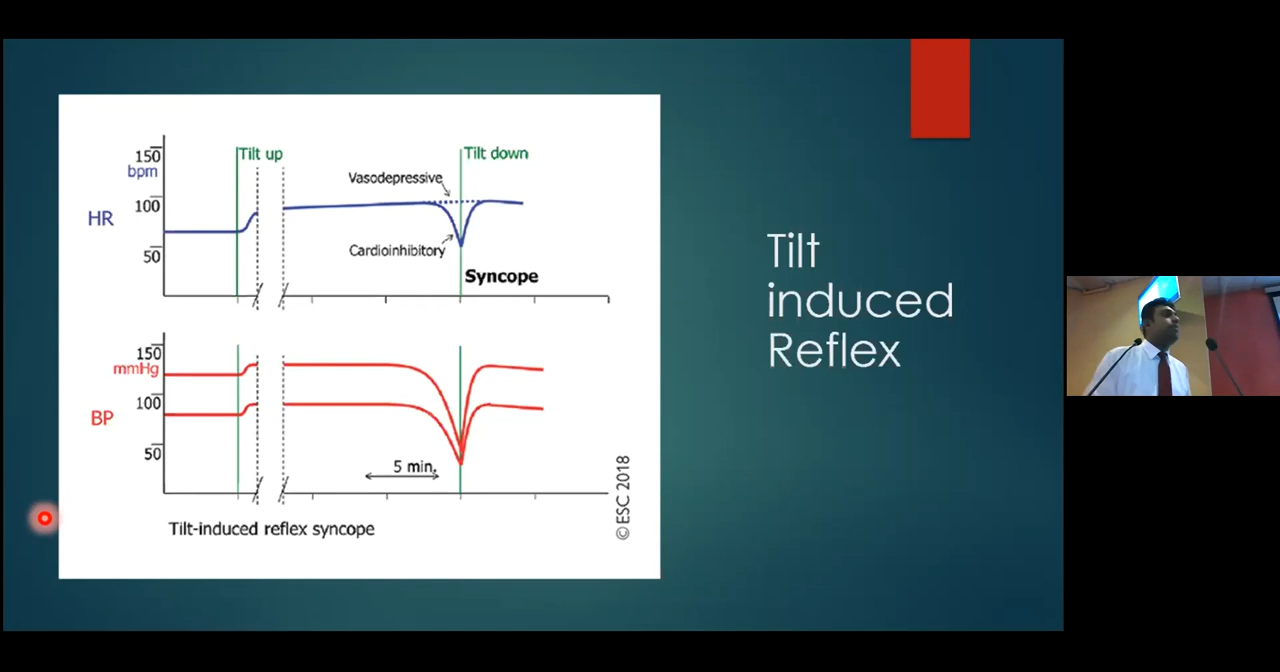 150
bpm
100
HR
50
Tilt up
Tilt down
Vasodepressive
Cardioinhibitory
Syncope
150
mmHg
100
BP
50
5 min.
©ESC 2018
Tilt-induced reflex syncope
Tilt
induced
Reflex